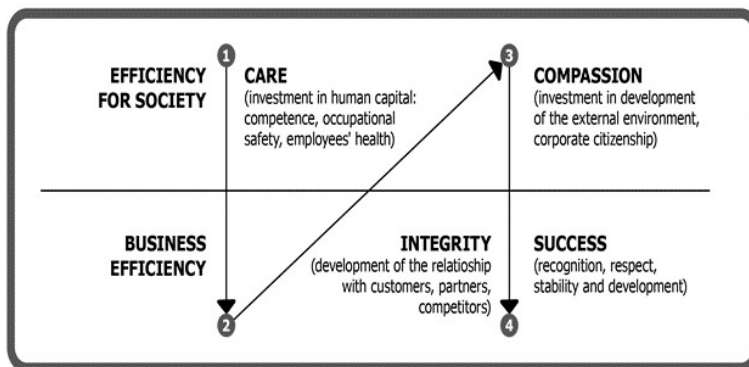 1
EFFICIENCY
FOR SOCIETY
CARE
(investment in human capital:
competence, occupational
safety, employees' health)
3
COMPASSION
(investment in development
of the external environment,
corporate citizenship)
BUSINESS
EFFICIENCY
2
INTEGRITY
(development of the relatioship
with customers, partners,
competitors)
SUCCESS
(recognition, respect,
stability and development)
4